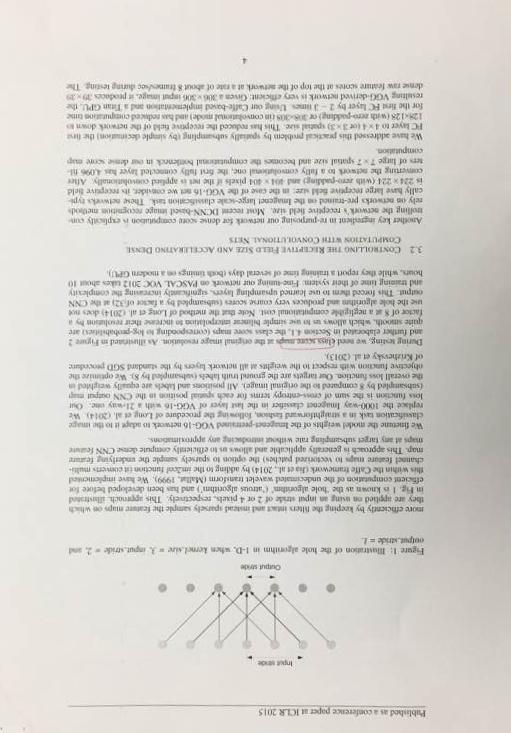 Published as a conference paper at ICLR 2015
Input stride
Output stride
Figure 1: Illustration of the hole algorithm in 1-D, when kernel_size = 3, input_stride = 2, and
output_stride = 1.
more efficiently by keeping the filters intact and instead sparsely sample the feature maps on which
they are applied on using an input stride of 2 or 4 pixels, respectively. This approach, illustrated
in Fig. 1 is known as the ‘hole algorithm’ (‘atrous algorithm’) and has been developed before for
efficient computation of the undecimated wavelet transform (Mallat, 1999). We have implemented
this within the Caffe framework (Jia et al., 2014) by adding to the im2col function (it converts multi-
channel feature maps to vectorized patches) the option to sparsely sample the underlying feature
map. This approach is generally applicable and allows us to efficiently compute dense CNN feature
maps at any target subsampling rate without introducing any approximations.
We finetune the model weights of the Imagenet-pretrained VGG-16 network to adapt it to the image
classification task in a straightforward fashion, following the procedure of Long et al. (2014). We
replace the 1000-way Imagenet classifier in the last layer of VGG-16 with a 21-way one. Our
loss function is the sum of cross-entropy terms for each spatial position in the CNN output map
(subsampled by 8 compared to the original image). All positions and labels are equally weighted in
the overall loss function. Our targets are the ground truth labels (subsampled by 8). We optimize the
objective function with respect to the weights at all network layers by the standard SGD procedure
of Krizhevsky et al. (2013).
During testing, we need class score maps at the original image resolution. As illustrated in Figure 2
and further elaborated in Section 4.1, the class score maps (corresponding to log-probabilities) are
quite smooth, which allows us to use simple bilinear interpolation to increase their resolution by a
factor of 8 at a negligible computational cost. Note that the method of Long et al. (2014) does not
use the hole algorithm and produces very coarse scores (subsampled by a factor of 32) at the CNN
output. This forced them to use learned upsampling layers, significantly increasing the complexity
and training time of their system: Fine-tuning our network on PASCAL VOC 2012 takes about 10
hours, while they report a training time of several days (both timings on a modern GPU).
3.2 CONTROLLING THE RECEPTIVE FIELD SIZE AND ACCELERATING DENSE
COMPUTATION WITH CONVOLUTIONAL NETS
Another key ingredient in re-purposing our network for dense score computation is explicitly con-
trolling the network’s receptive field size. Most recent DCNN-based image recognition methods
rely on networks pre-trained on the Imagenet large-scale classification task. These networks typi-
cally have large receptive field size: in the case of the VGG-16 net we consider, its receptive field
is 224 × 224 (with zero-padding) and 404 × 404 pixels if the net is applied convolutionally. After
converting the network to a fully convolutional one, the first fully connected layer has 4,096 fil-
ters of large 7 × 7 spatial size and becomes the computational bottleneck in our dense score map
computation.
We have addressed this practical problem by spatially subsampling (by simple decimation) the first
FC layer to 4×4 (or 3×3) spatial size. This has reduced the receptive field of the network down to
128×128 (with zero-padding) or 308×308 (in convolutional mode) and has reduced computation time
for the first FC layer by 2 − 3 times. Using our Caffe-based implementation and a Titan GPU, the
resulting VGG-derived network is very efficient: Given a 306×306 input image, it produces 39×39
dense raw feature scores at the top of the network at a rate of about 8 frames/sec during testing. The
4